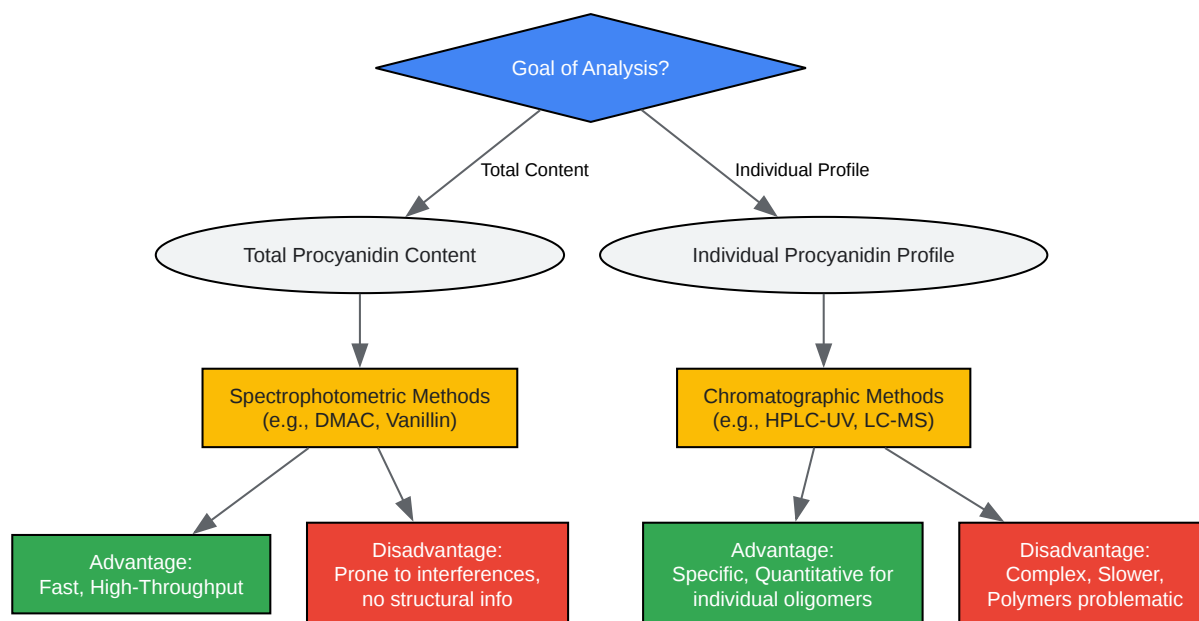 Goal of Analysis?
Total Content
Individual Profile
Total Procyanidin Content
Individual Procyanidin Profile
Spectrophotometric Methods
(e.g., DMAC, Vanillin)
Chromatographic Methods
(e.g., HPLC-UV, LC-MS)
Advantage:
Fast, High-Throughput
Disadvantage:
Prone to interferences,
no structural info
Advantage:
Specific, Quantitative for
individual oligomers
Disadvantage:
Complex, Slower,
Polymers problematic